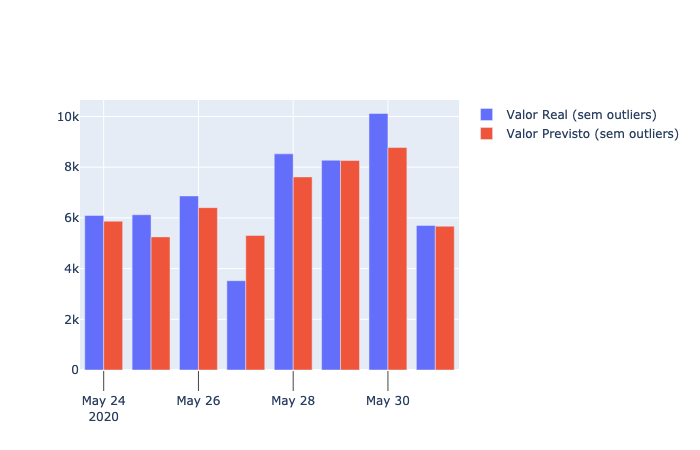 10k
8k
6k
4k
2k
0
May 24
2020
May 26
May 28
May 30
Valor Real (sem outliers)
Valor Previsto (sem outliers)